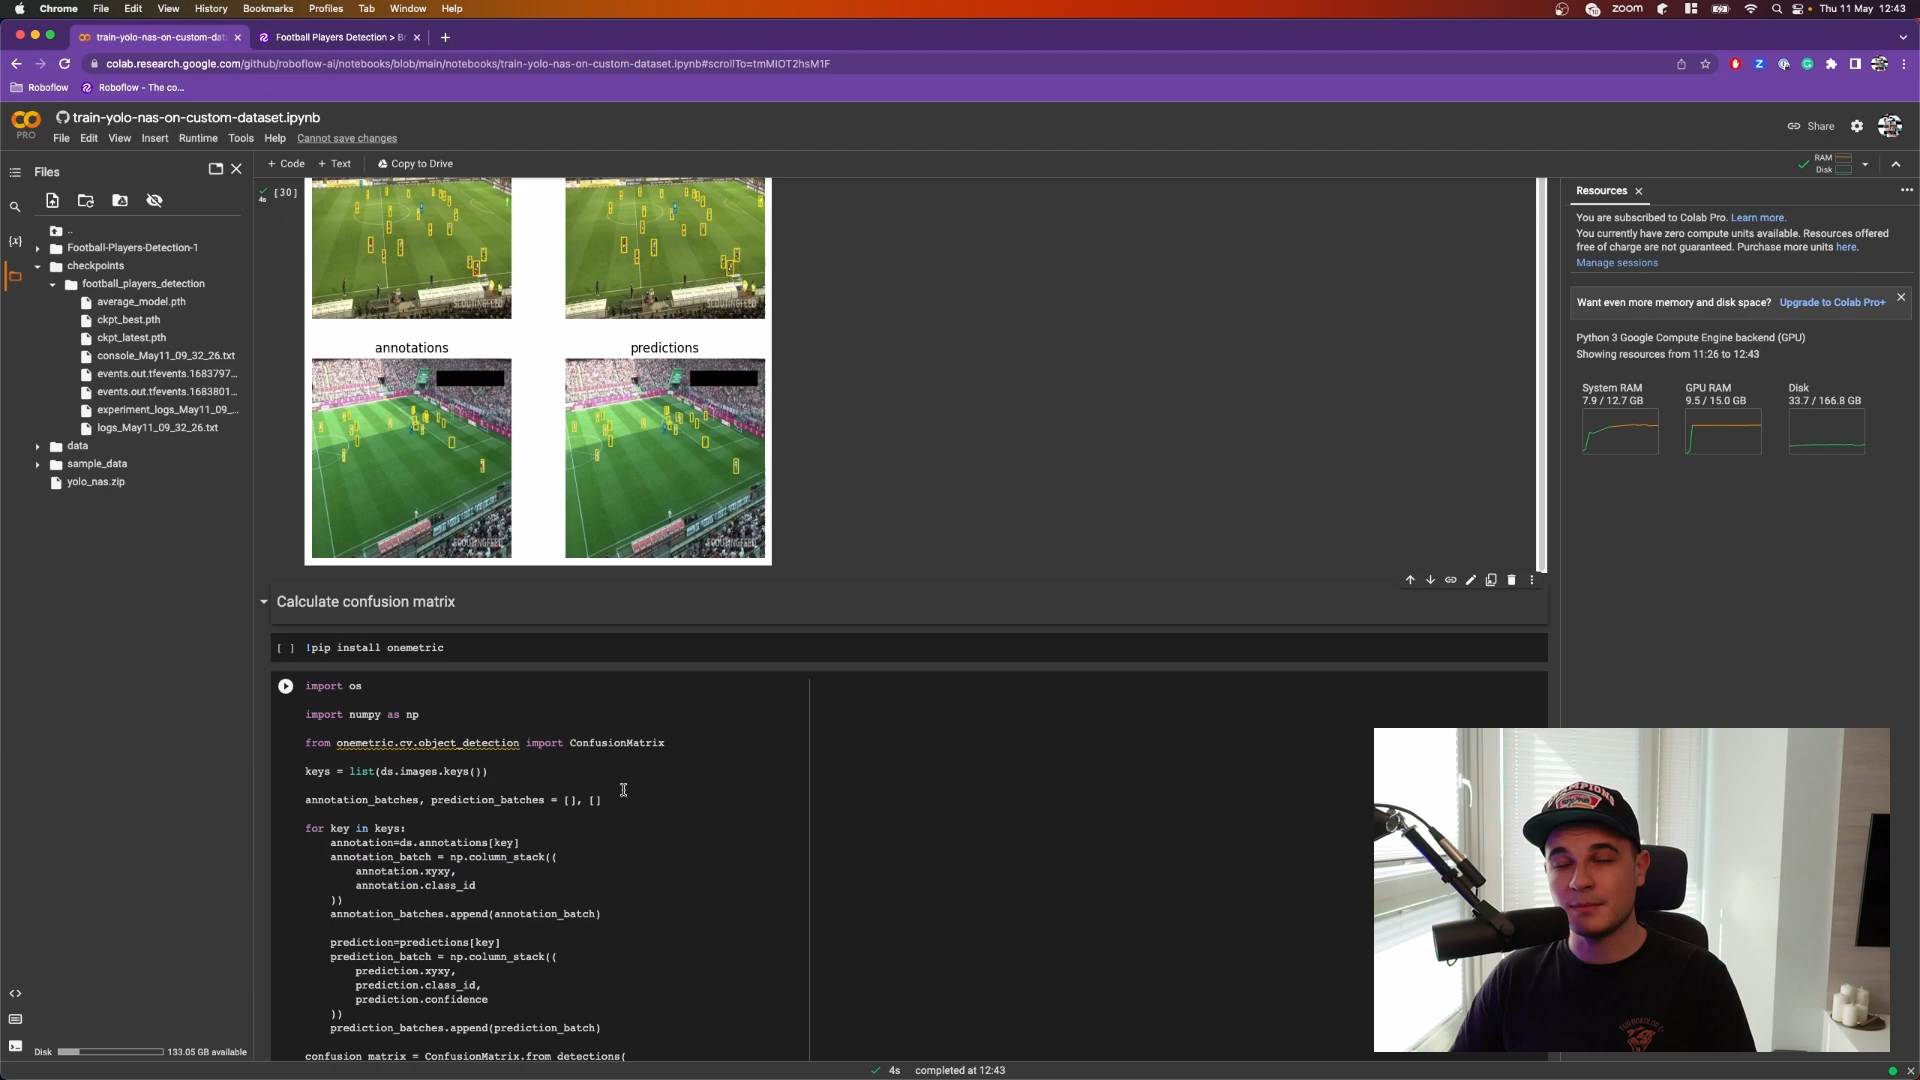 Chrome File Edit View History Bookmarks Profiles Tab Window Help
zoom Thu 11 May 12:43
train-yolo-nas-on-custom-dat
Football Players Detection > B
colab.research.google.com/github/roboflow-ai/notebooks/blob/main/notebooks/train-yolo-nas-on-custom-dataset.ipynb#scrollTo=tmMlOT2hsM1F
Roboflow
Roboflow - The co...
PRO
train-yolo-nas-on-custom-dataset.ipynb
File Edit View Insert Runtime Tools Help Cannot save changes
Share
Files
+ Code + Text Copy to Drive
RAM
Disk
..
Football-Players-Detection-1
checkpoints
football_players_detection
average_model.pth
ckpt_best.pth
ckpt_latest.pth
console_May11_09_32_26.txt
events.out.tfevents.1683797...
events.out.tfevents.1683801...
experiment_logs_May11_09_...
logs_May11_09_32_26.txt
data
sample_data
yolo_nas.zip
Disk 133.05 GB available
[30]
4s
SCOUTINGFEED
SCOUTINGFEED
annotations predictions
SCOUTINGFEED
SCOUTINGFEED
Calculate confusion matrix
[ ] !pip install onemetric
import os
import numpy as np
from onemetric.cv.object_detection import ConfusionMatrix
keys = list(ds.images.keys())
annotation_batches, prediction_batches = [], []
for key in keys:
annotation=ds.annotations[key]
annotation_batch = np.column_stack((
annotation.xyxy,
annotation.class_id
))
annotation_batches.append(annotation_batch)
prediction=predictions[key]
prediction_batch = np.column_stack((
prediction.xyxy,
prediction.class_id,
prediction.confidence
))
prediction_batches.append(prediction_batch)
confusion_matrix = ConfusionMatrix.from_detections(
Resources
You are subscribed to Colab Pro. Learn more.
You currently have zero compute units available. Resources offered
free of charge are not guaranteed. Purchase more units here.
Manage sessions
Want even more memory and disk space? Upgrade to Colab Pro+
Python 3 Google Compute Engine backend (GPU)
Showing resources from 11:26 to 12:43
System RAM
7.9 / 12.7 GB
GPU RAM
9.5 / 15.0 GB
Disk
33.7 / 166.8 GB
CHAMPIONS
4s completed at 12:43